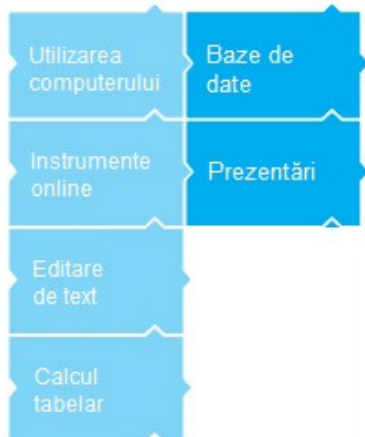 Utilizarea
computerului
Baze de
date
Instrumente
online
Prezentări
Editare
de text
Calcul
tabelar